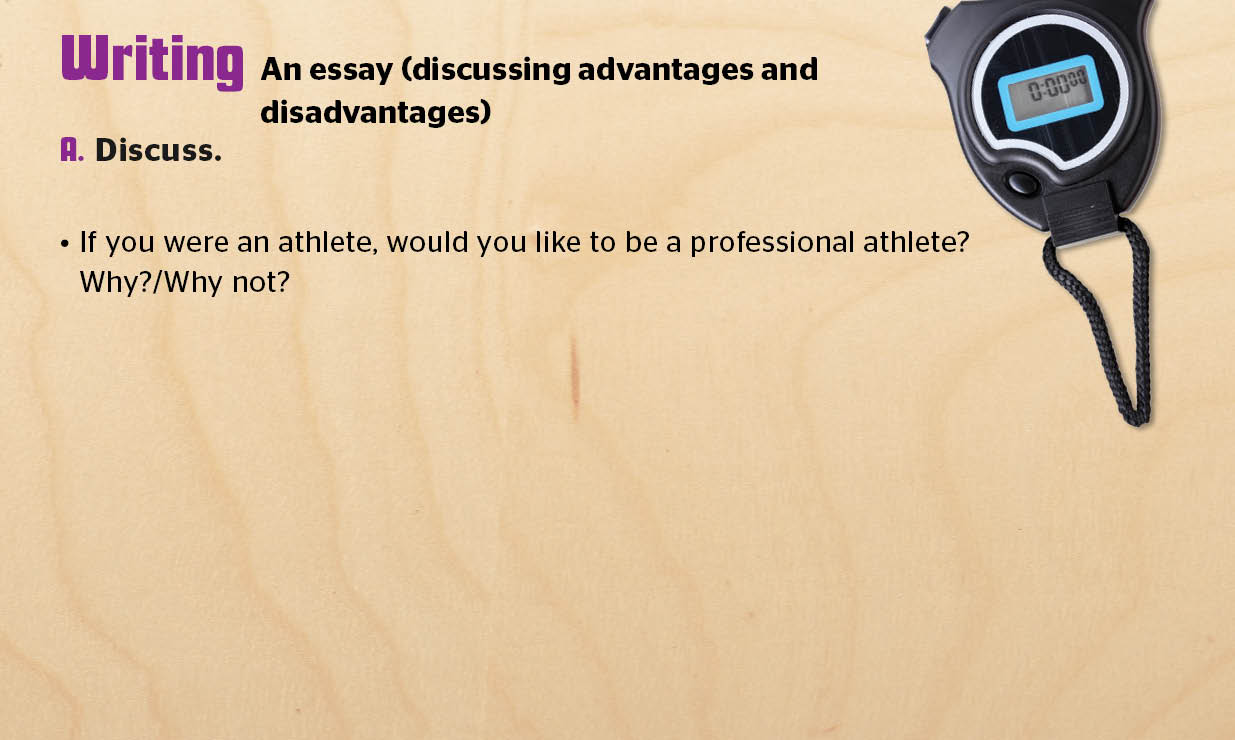 Writing An essay (discussing advantages and
disadvantages)
A. Discuss.
• If you were an athlete, would you like to be a professional athlete?
Why?/Why not?
0:00 00